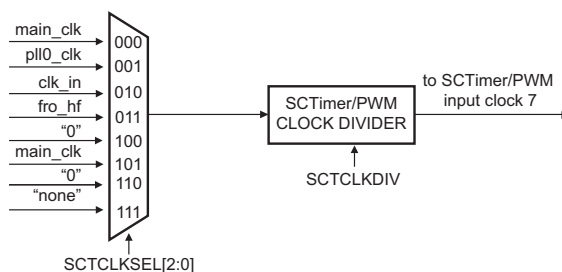 main_clk
000
pll0_clk
001
clk_in
010
fro_hf
011
“0”
100
main_clk
101
“0”
110
“none”
111
SCTCLKSEL[2:0]
SCTimer/PWM
CLOCK DIVIDER
SCTCLKDIV
to SCTimer/PWM
input clock 7